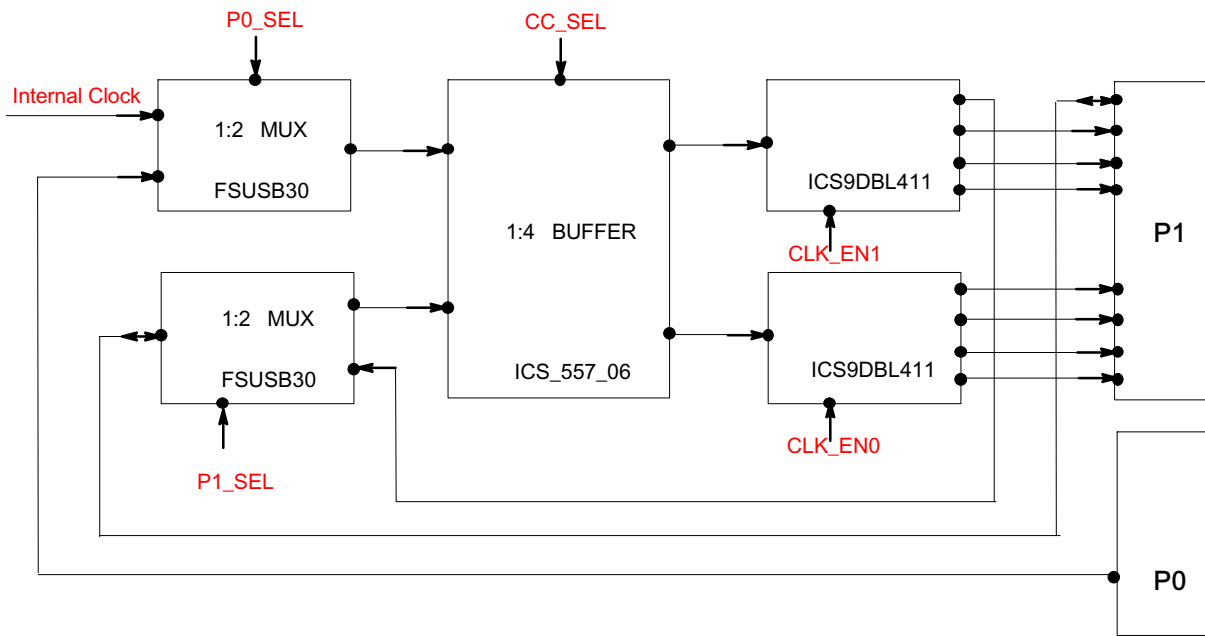 P0_SEL
CC_SEL
Internal Clock
1:2 MUX
FSUSB30
1:4 BUFFER
ICS_557_06
ICS9DBL411
CLK_EN1
P1
1:2 MUX
FSUSB30
P1_SEL
ICS9DBL411
CLK_EN0
P0